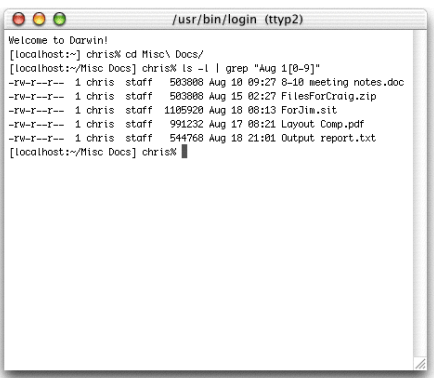 /usr/bin/login (ttyp2)
Welcome to Darwin!
[localhost:~] chris% cd Misc\ Docs/
[localhost:~/Misc Docs] chris% ls -l | grep "Aug 1[0-9]"
-rw-r--r-- 1 chris staff 503808 Aug 10 09:27 8-10 meeting notes.doc
-rw-r--r-- 1 chris staff 503808 Aug 15 02:27 FilesForCraig.zip
-rw-r--r-- 1 chris staff 1105920 Aug 18 08:13 ForJim.sit
-rw-r--r-- 1 chris staff 991232 Aug 17 08:21 Layout Comp.pdf
-rw-r--r-- 1 chris staff 544768 Aug 18 21:01 Output report.txt
[localhost:~/Misc Docs] chris%